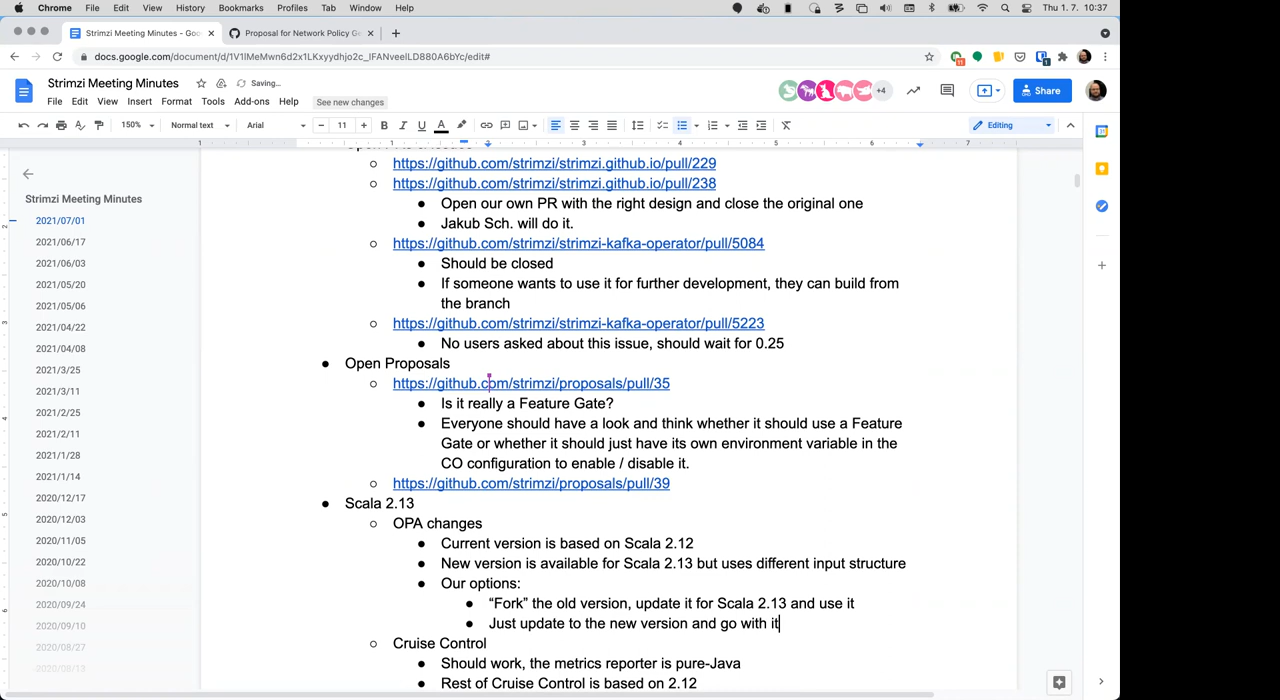 Chrome File Edit View History Bookmarks Profiles Tab Window Help Thu 1. 7. 10:37
Strimzi Meeting Minutes - Goo Proposal for Network Policy Ge
docs.google.com/document/d/1V1lMeMwn6d2x1LKxyydhjo2c_IFANveelLD880A6bYc/edit#
Strimzi Meeting Minutes Saving...
File Edit View Insert Format Tools Add-ons Help See new changes +4 Share
150% Normal text Arial 11 Editing
1 1 2 3 4 5 6 7
https://github.com/strimzi/strimzi.github.io/pull/229
https://github.com/strimzi/strimzi.github.io/pull/238
Open our own PR with the right design and close the original one
Jakub Sch. will do it.
https://github.com/strimzi/strimzi-kafka-operator/pull/5084
Should be closed
If someone wants to use it for further development, they can build from
the branch
https://github.com/strimzi/strimzi-kafka-operator/pull/5223
No users asked about this issue, should wait for 0.25
Open Proposals
https://github.com/strimzi/proposals/pull/35
Is it really a Feature Gate?
Everyone should have a look and think whether it should use a Feature
Gate or whether it should just have its own environment variable in the
CO configuration to enable / disable it.
https://github.com/strimzi/proposals/pull/39
Scala 2.13
OPA changes
Current version is based on Scala 2.12
New version is available for Scala 2.13 but uses different input structure
Our options:
“Fork” the old version, update it for Scala 2.13 and use it
Just update to the new version and go with it
Cruise Control
Should work, the metrics reporter is pure-Java
Rest of Cruise Control is based on 2.12
Strimzi Meeting Minutes
2021/07/01
2021/06/17
2021/06/03
2021/05/20
2021/05/06
2021/04/22
2021/04/08
2021/3/25
2021/3/11
2021/2/25
2021/2/11
2021/1/28
2021/1/14
2020/12/17
2020/12/03
2020/11/05
2020/10/22
2020/10/08
2020/09/24
2020/09/10
2020/08/27
2020/08/13